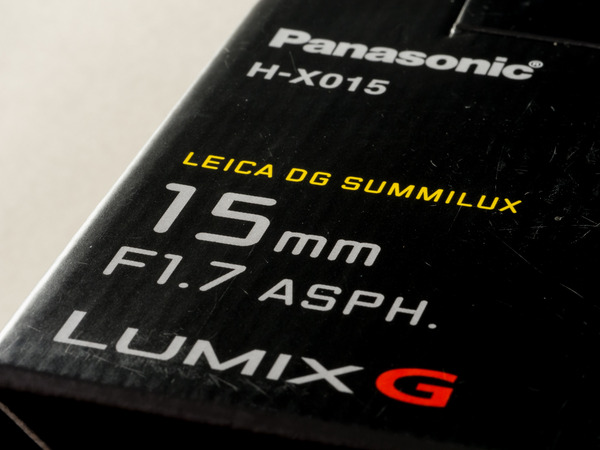 Panasonic®
H-X015
LEICA DG SUMMILUX
15mm
F1.7 ASPH.
LUMIX G